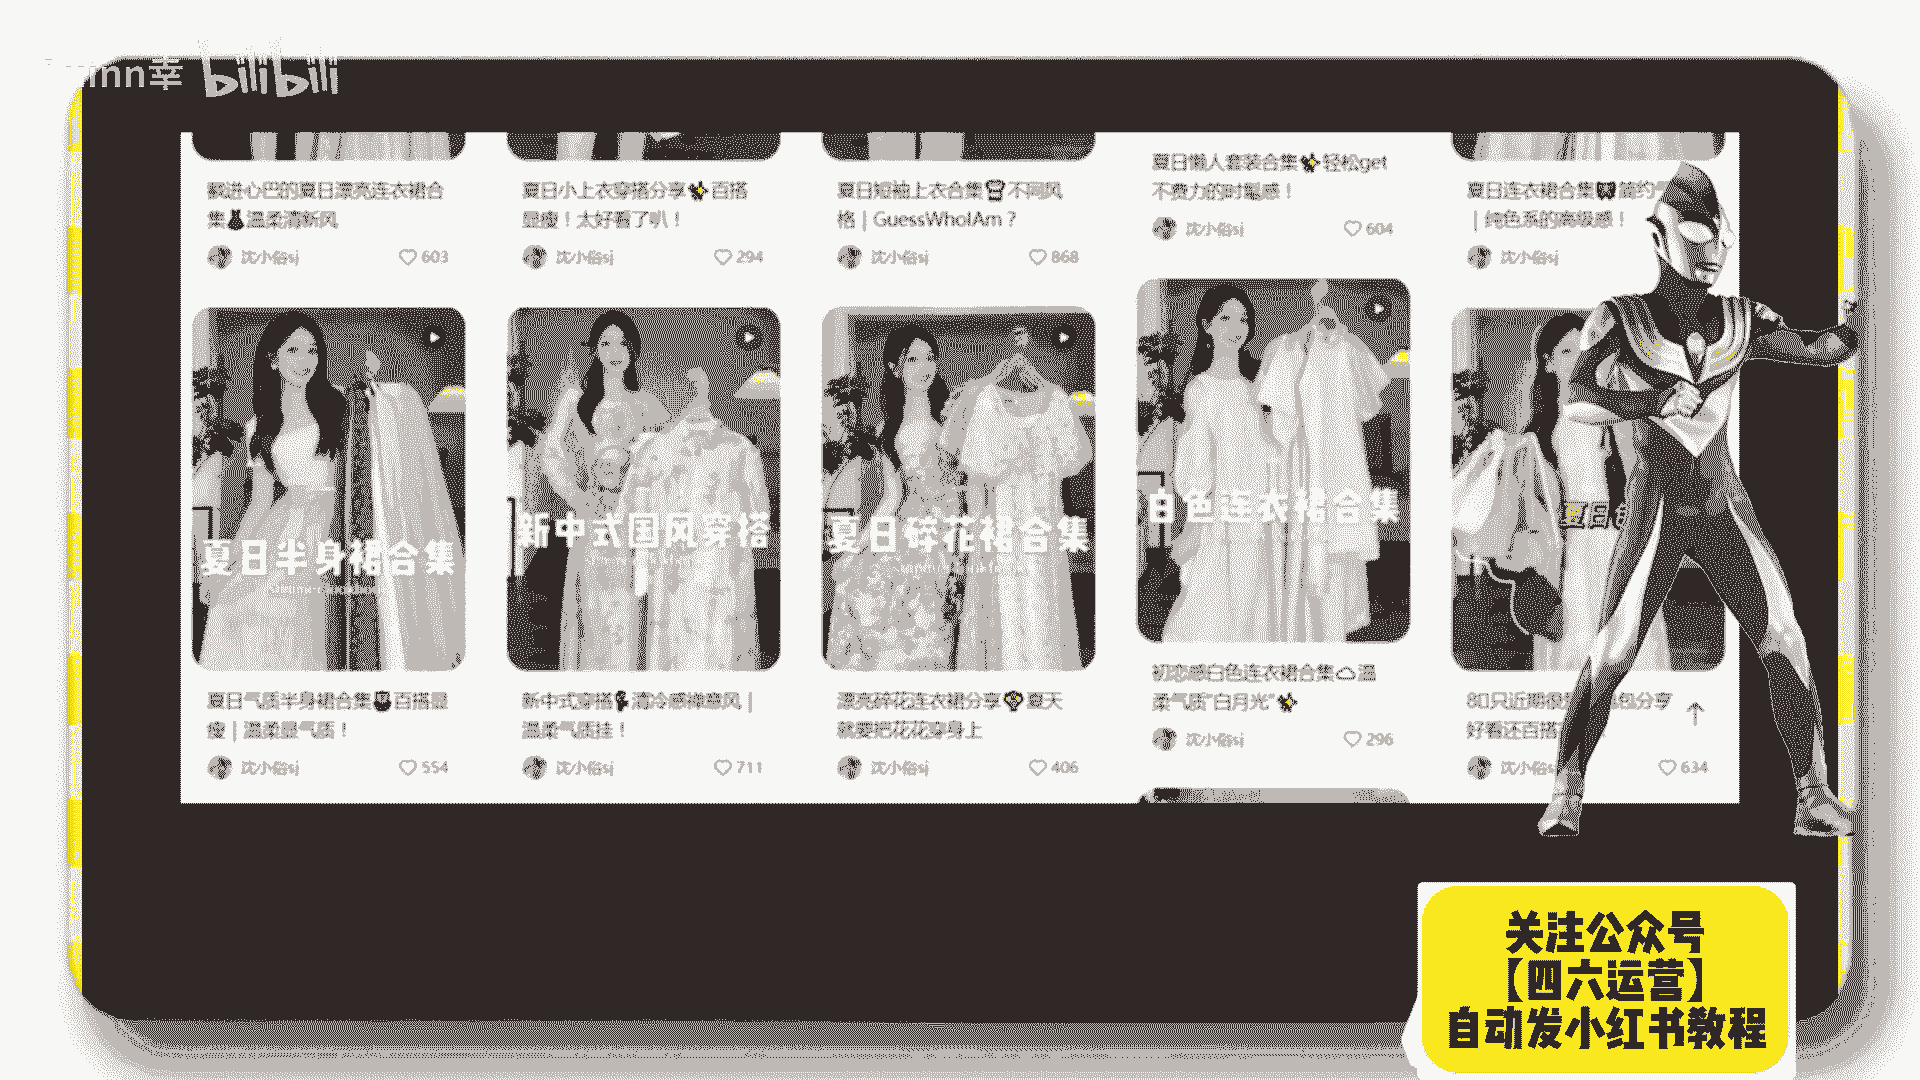 inn幸 bilibili
夏日懒人套装合集 轻松get
不费力的时髦感！
沈小俗sj 604
戳进心巴的夏日漂亮连衣裙合
集 温柔清新风
沈小俗sj 603
夏日小上衣穿搭分享 百搭
显瘦！太好看了叭！
沈小俗sj 294
夏日短袖上衣合集 不同风
格｜GuessWhoIAm？
沈小俗sj 868
夏日连衣裙合集 简约
｜纯色系的高级感！
沈小俗sj
夏日半身裙合集
新中式国风穿搭
夏日碎花裙合集
白色连衣裙合集
夏日
夏日气质半身裙合集 百搭显
瘦｜温柔显气质！
沈小俗sj 554
新中式穿搭 清冷感禅意风｜
温柔气质挂！
沈小俗sj 711
漂亮碎花连衣裙分享 夏天
就要把花花穿身上
沈小俗sj 406
初恋感白色连衣裙合集 温
柔气质“白月光”
沈小俗sj 296
80只近期很 包分享
好看还百搭
沈小俗 634
关注公众号
【四六运营】
自动发小红书教程